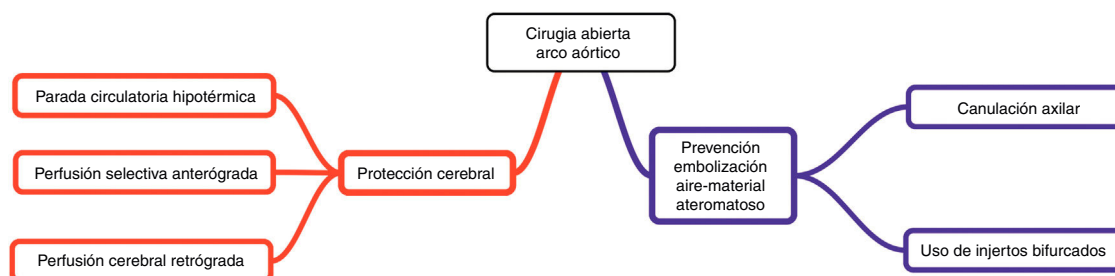 Cirugia abierta
arco aórtico
Parada circulatoria hipotérmica
Perfusión selectiva anterógrada
Perfusión cerebral retrógrada
Protección cerebral
Prevención
embolización
aire-material
ateromatoso
Canulación axilar
Uso de injertos bifurcados